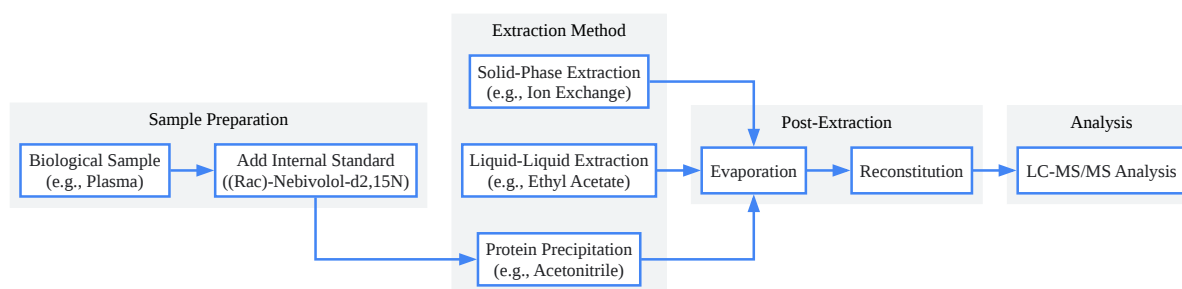 Extraction Method
Solid-Phase Extraction
(e.g., Ion Exchange)
Sample Preparation
Post-Extraction
Analysis
Biological Sample
(e.g., Plasma)
Add Internal Standard
((Rac)-Nebivolol-d2,15N)
Liquid-Liquid Extraction
(e.g., Ethyl Acetate)
Evaporation
Reconstitution
LC-MS/MS Analysis
Protein Precipitation
(e.g., Acetonitrile)